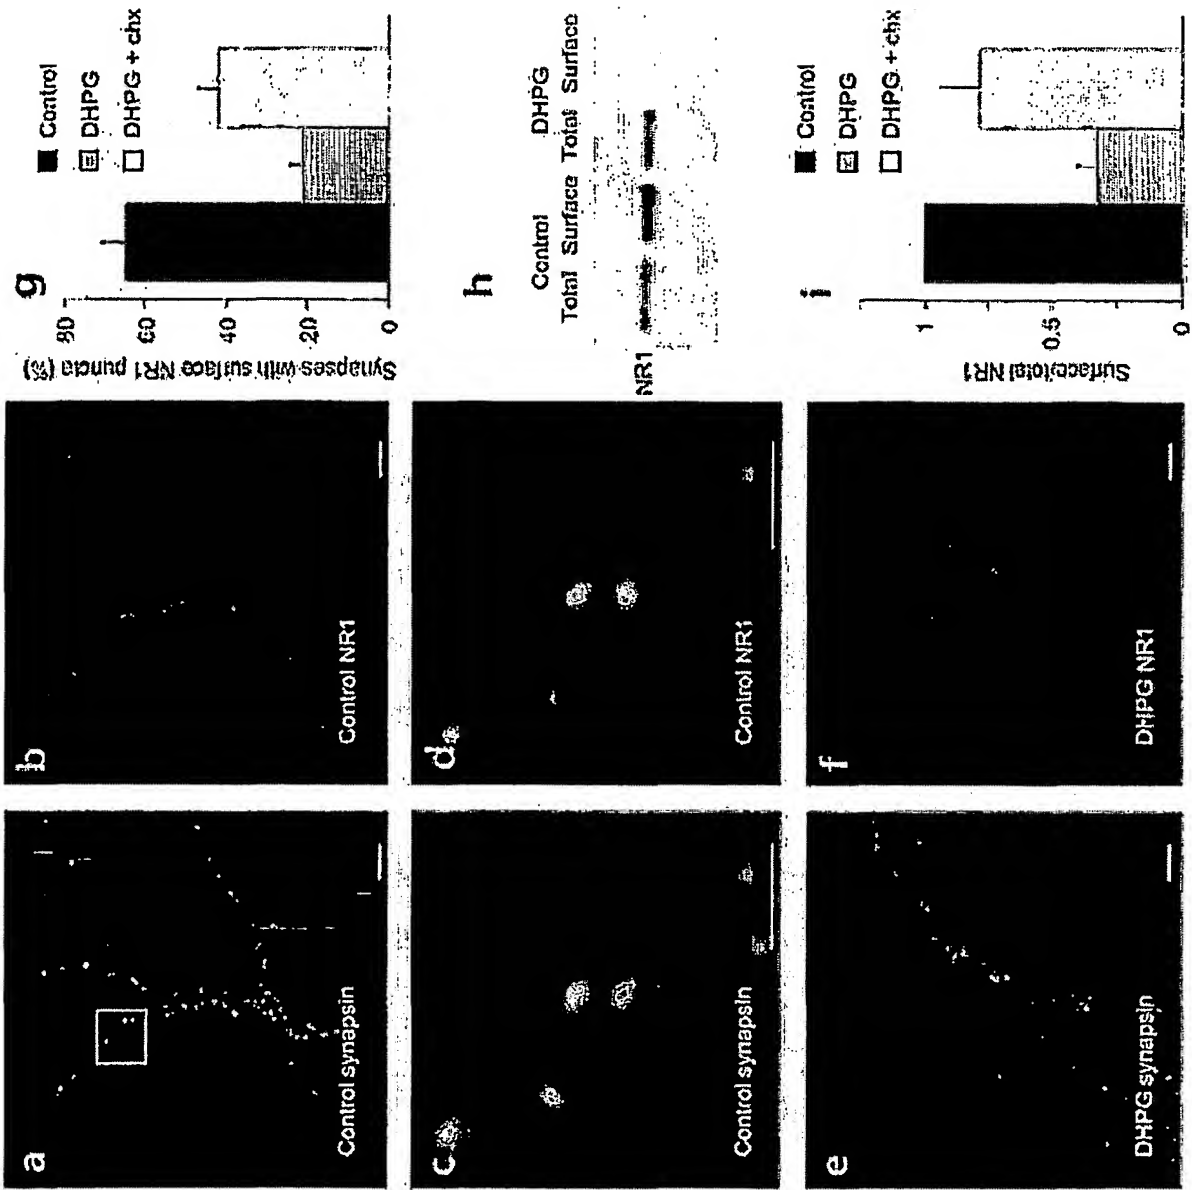 a
Control synapsin
b
Control NR1
c
Control synapsin
d
Control NR1
e
DHPG synapsin
f
DHPG NR1
g
Synapses with surface NR1 puncta (%)
80
60
40
20
0
Control
DHPG
DHPG + chx
h
Control DHPG
Total Surface Total Surface
NR1
i
Surface/total NR1
1
0.5
0
Control
DHPG
DHPG + chx